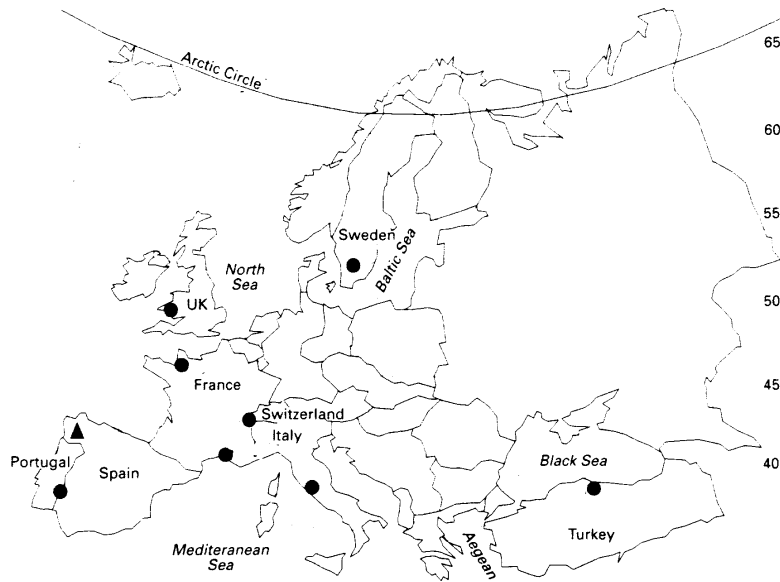 65
Arctic Circle
60
55
Sweden
Baltic Sea
North
Sea
50
UK
45
France
Switzerland
Italy
40
Portugal
Spain
Black Sea
Turkey
Mediteranean
Sea
Aegean